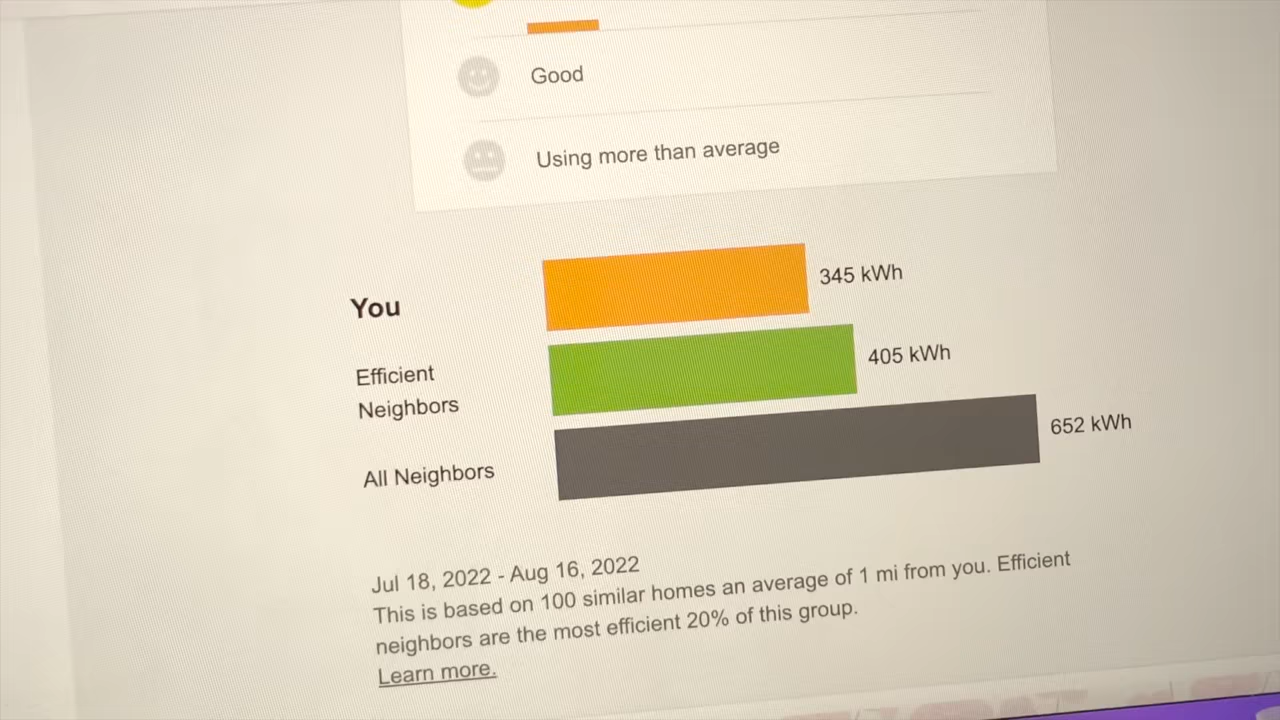 Good
Using more than average
You
345 kWh
Efficient
Neighbors
405 kWh
All Neighbors
652 kWh
Jul 18, 2022 - Aug 16, 2022
This is based on 100 similar homes an average of 1 mi from you. Efficient
neighbors are the most efficient 20% of this group.
Learn more.